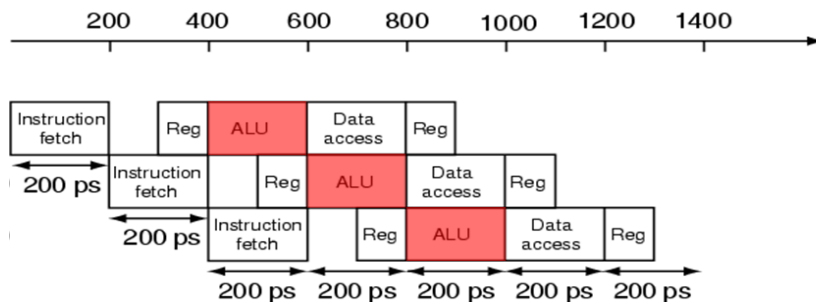 200 400 600 800 1000 1200 1400
Instruction fetch Reg ALU Data access Reg
200 ps
Instruction fetch Reg ALU Data access Reg
200 ps
Instruction fetch Reg ALU Data access Reg
200 ps 200 ps 200 ps 200 ps 200 ps